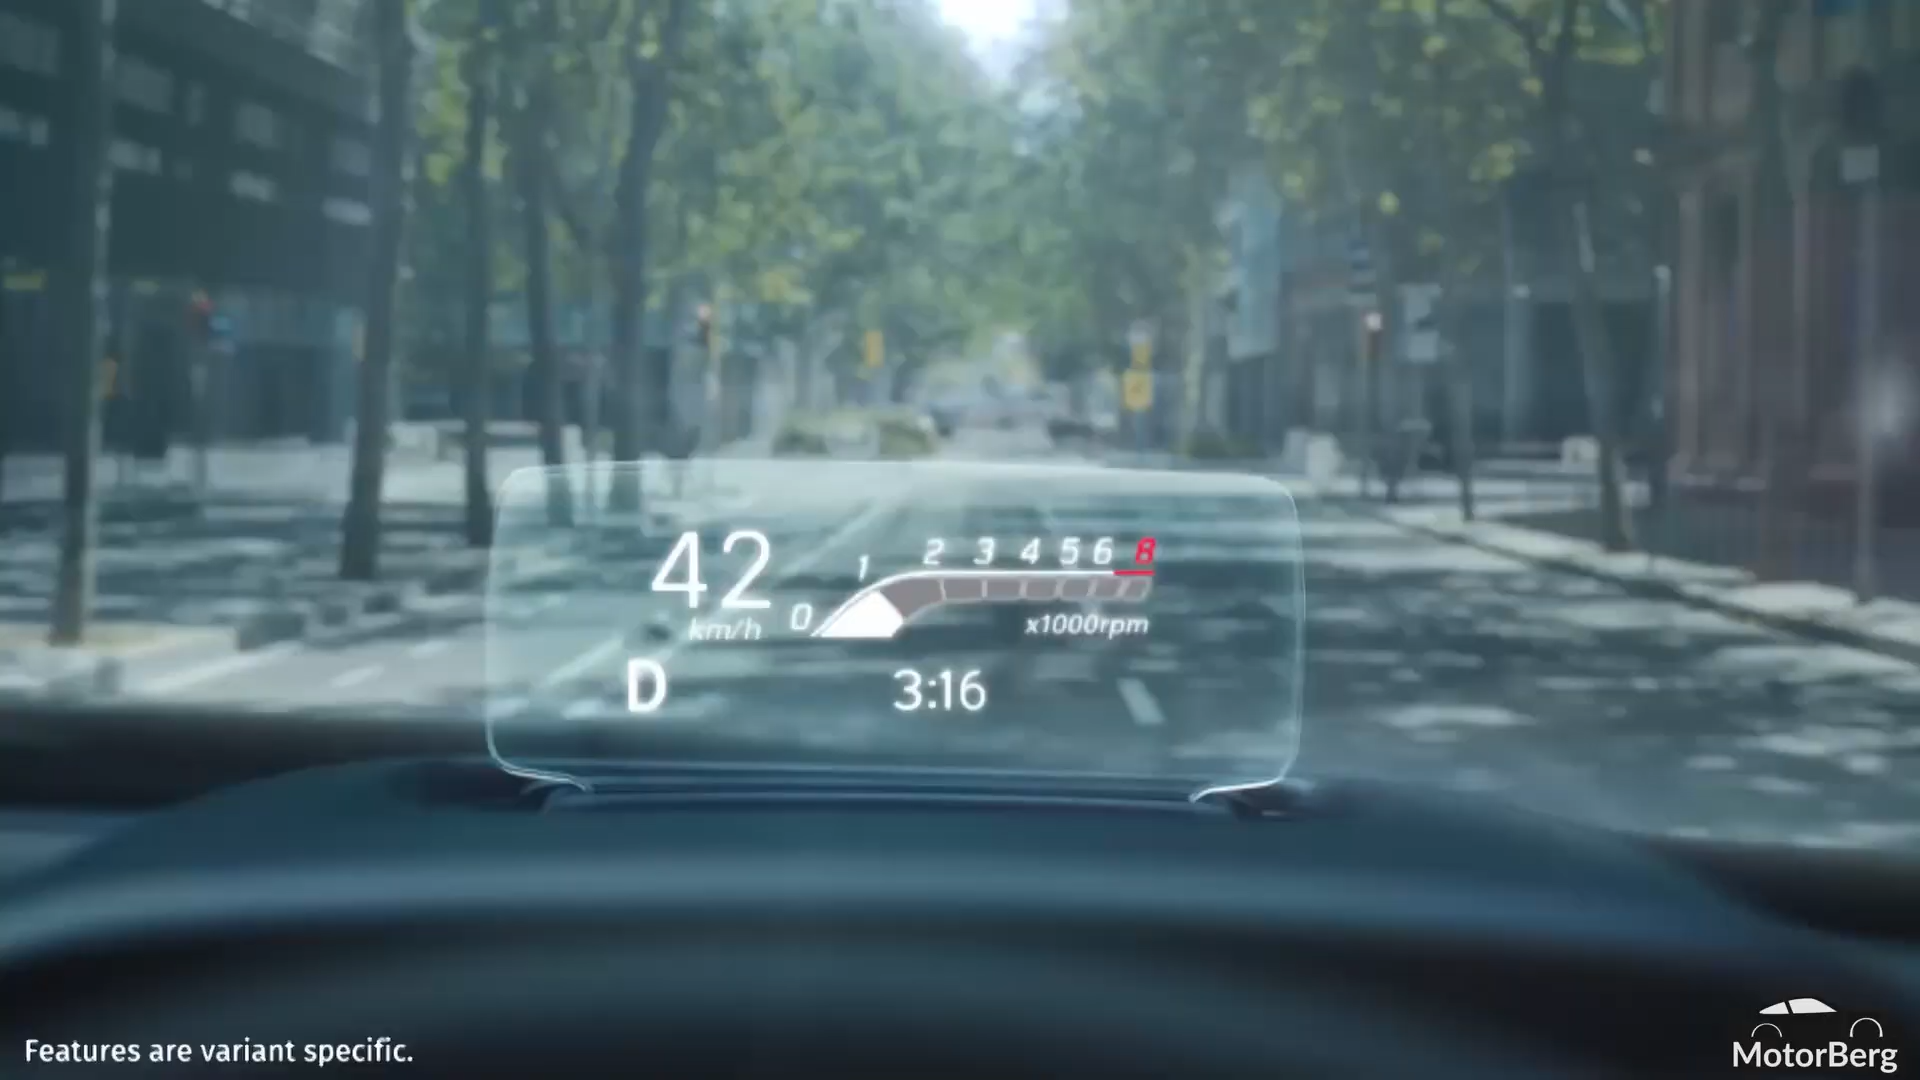 42
km/h
0 1 2 3 4 5 6 8
x1000rpm
D
3:16
Features are variant specific.
MotorBerg